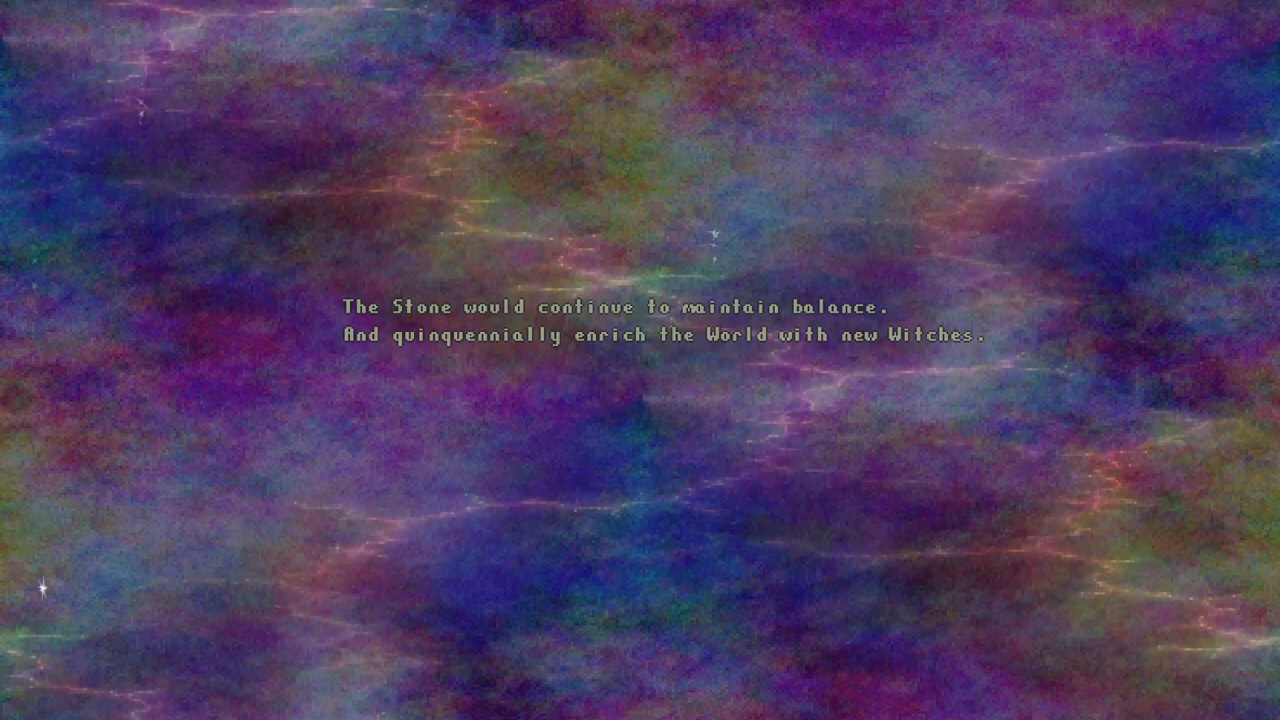 The Stone would continue to maintain balance.
And quinquennially enrich the World with new Witches.